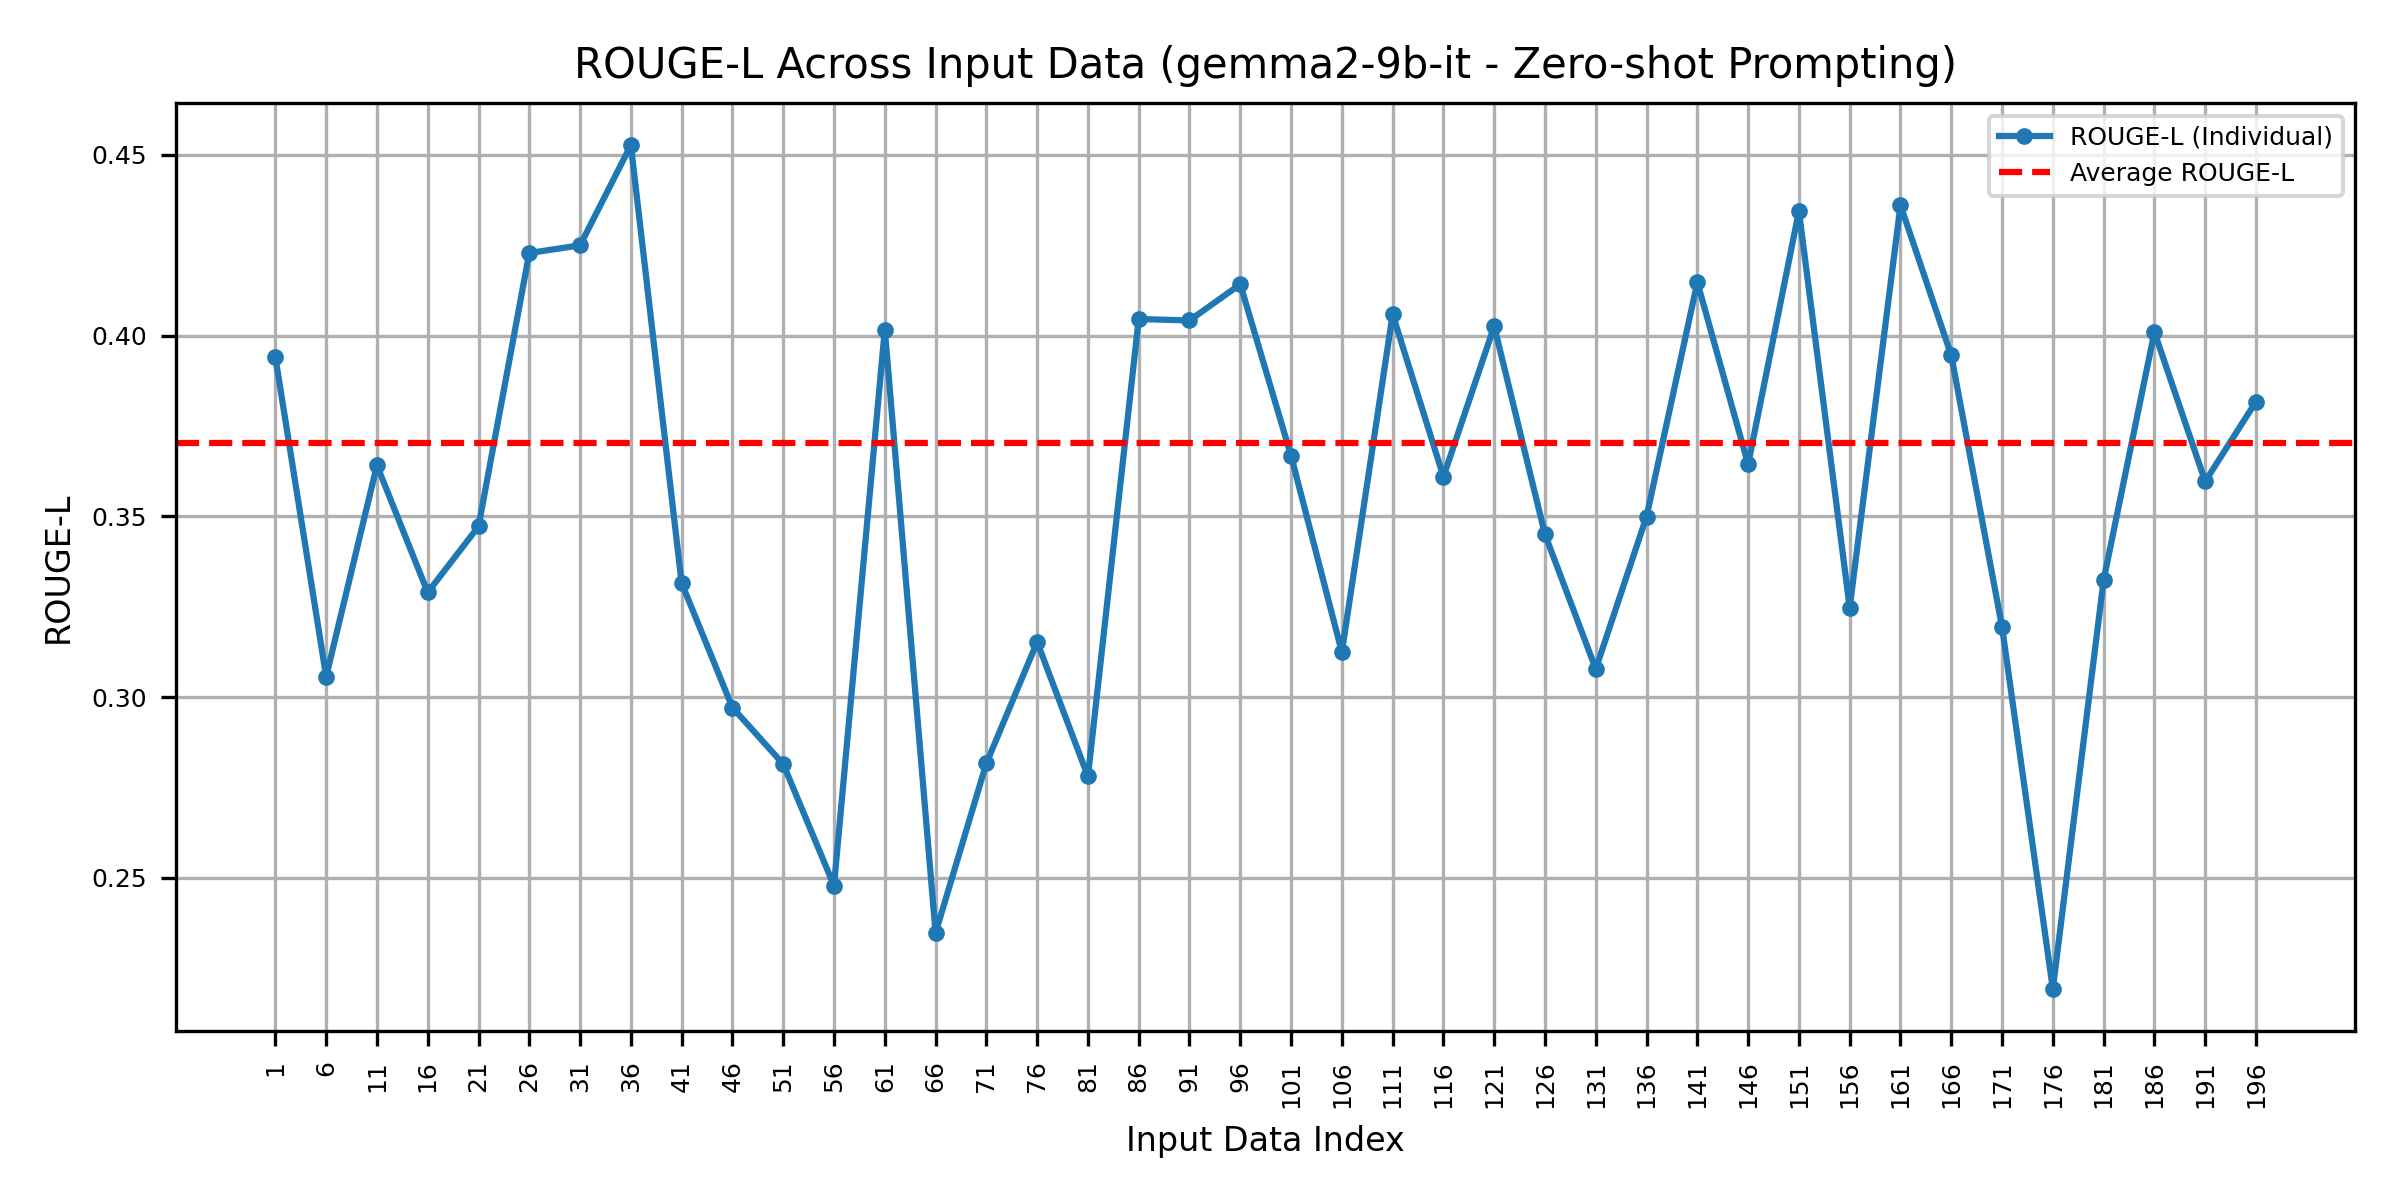 ROUGE-L Across Input Data (gemma2-9b-it - Zero-shot Prompting)
ROUGE-L (Individual)
Average ROUGE-L
0.45
0.40
0.35
0.30
0.25
ROUGE-L
1 6 11 16 21 26 31 36 41 46 51 56 61 66 71 76 81 86 91 96 101 106 111 116 121 126 131 136 141 146 151 156 161 166 171 176 181 186 191 196
Input Data Index